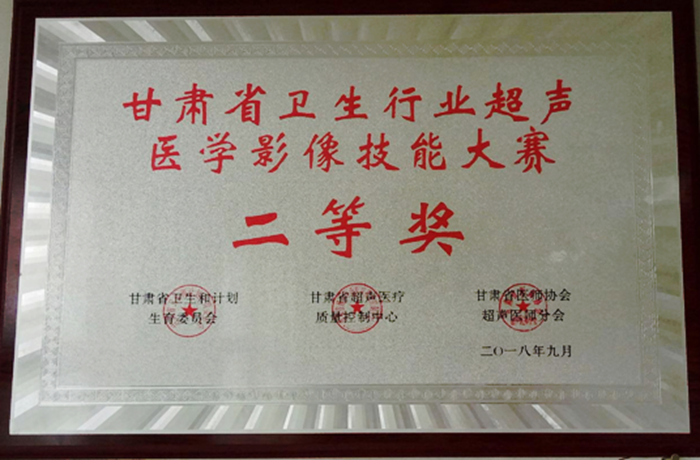 甘肃省卫生行业超声
医学影像技能大赛
二等奖
甘肃省卫生和计划
生育委员会
甘肃省超声医疗
质量控制中心
甘肃省医师协会
超声医师分会
二〇一八年九月